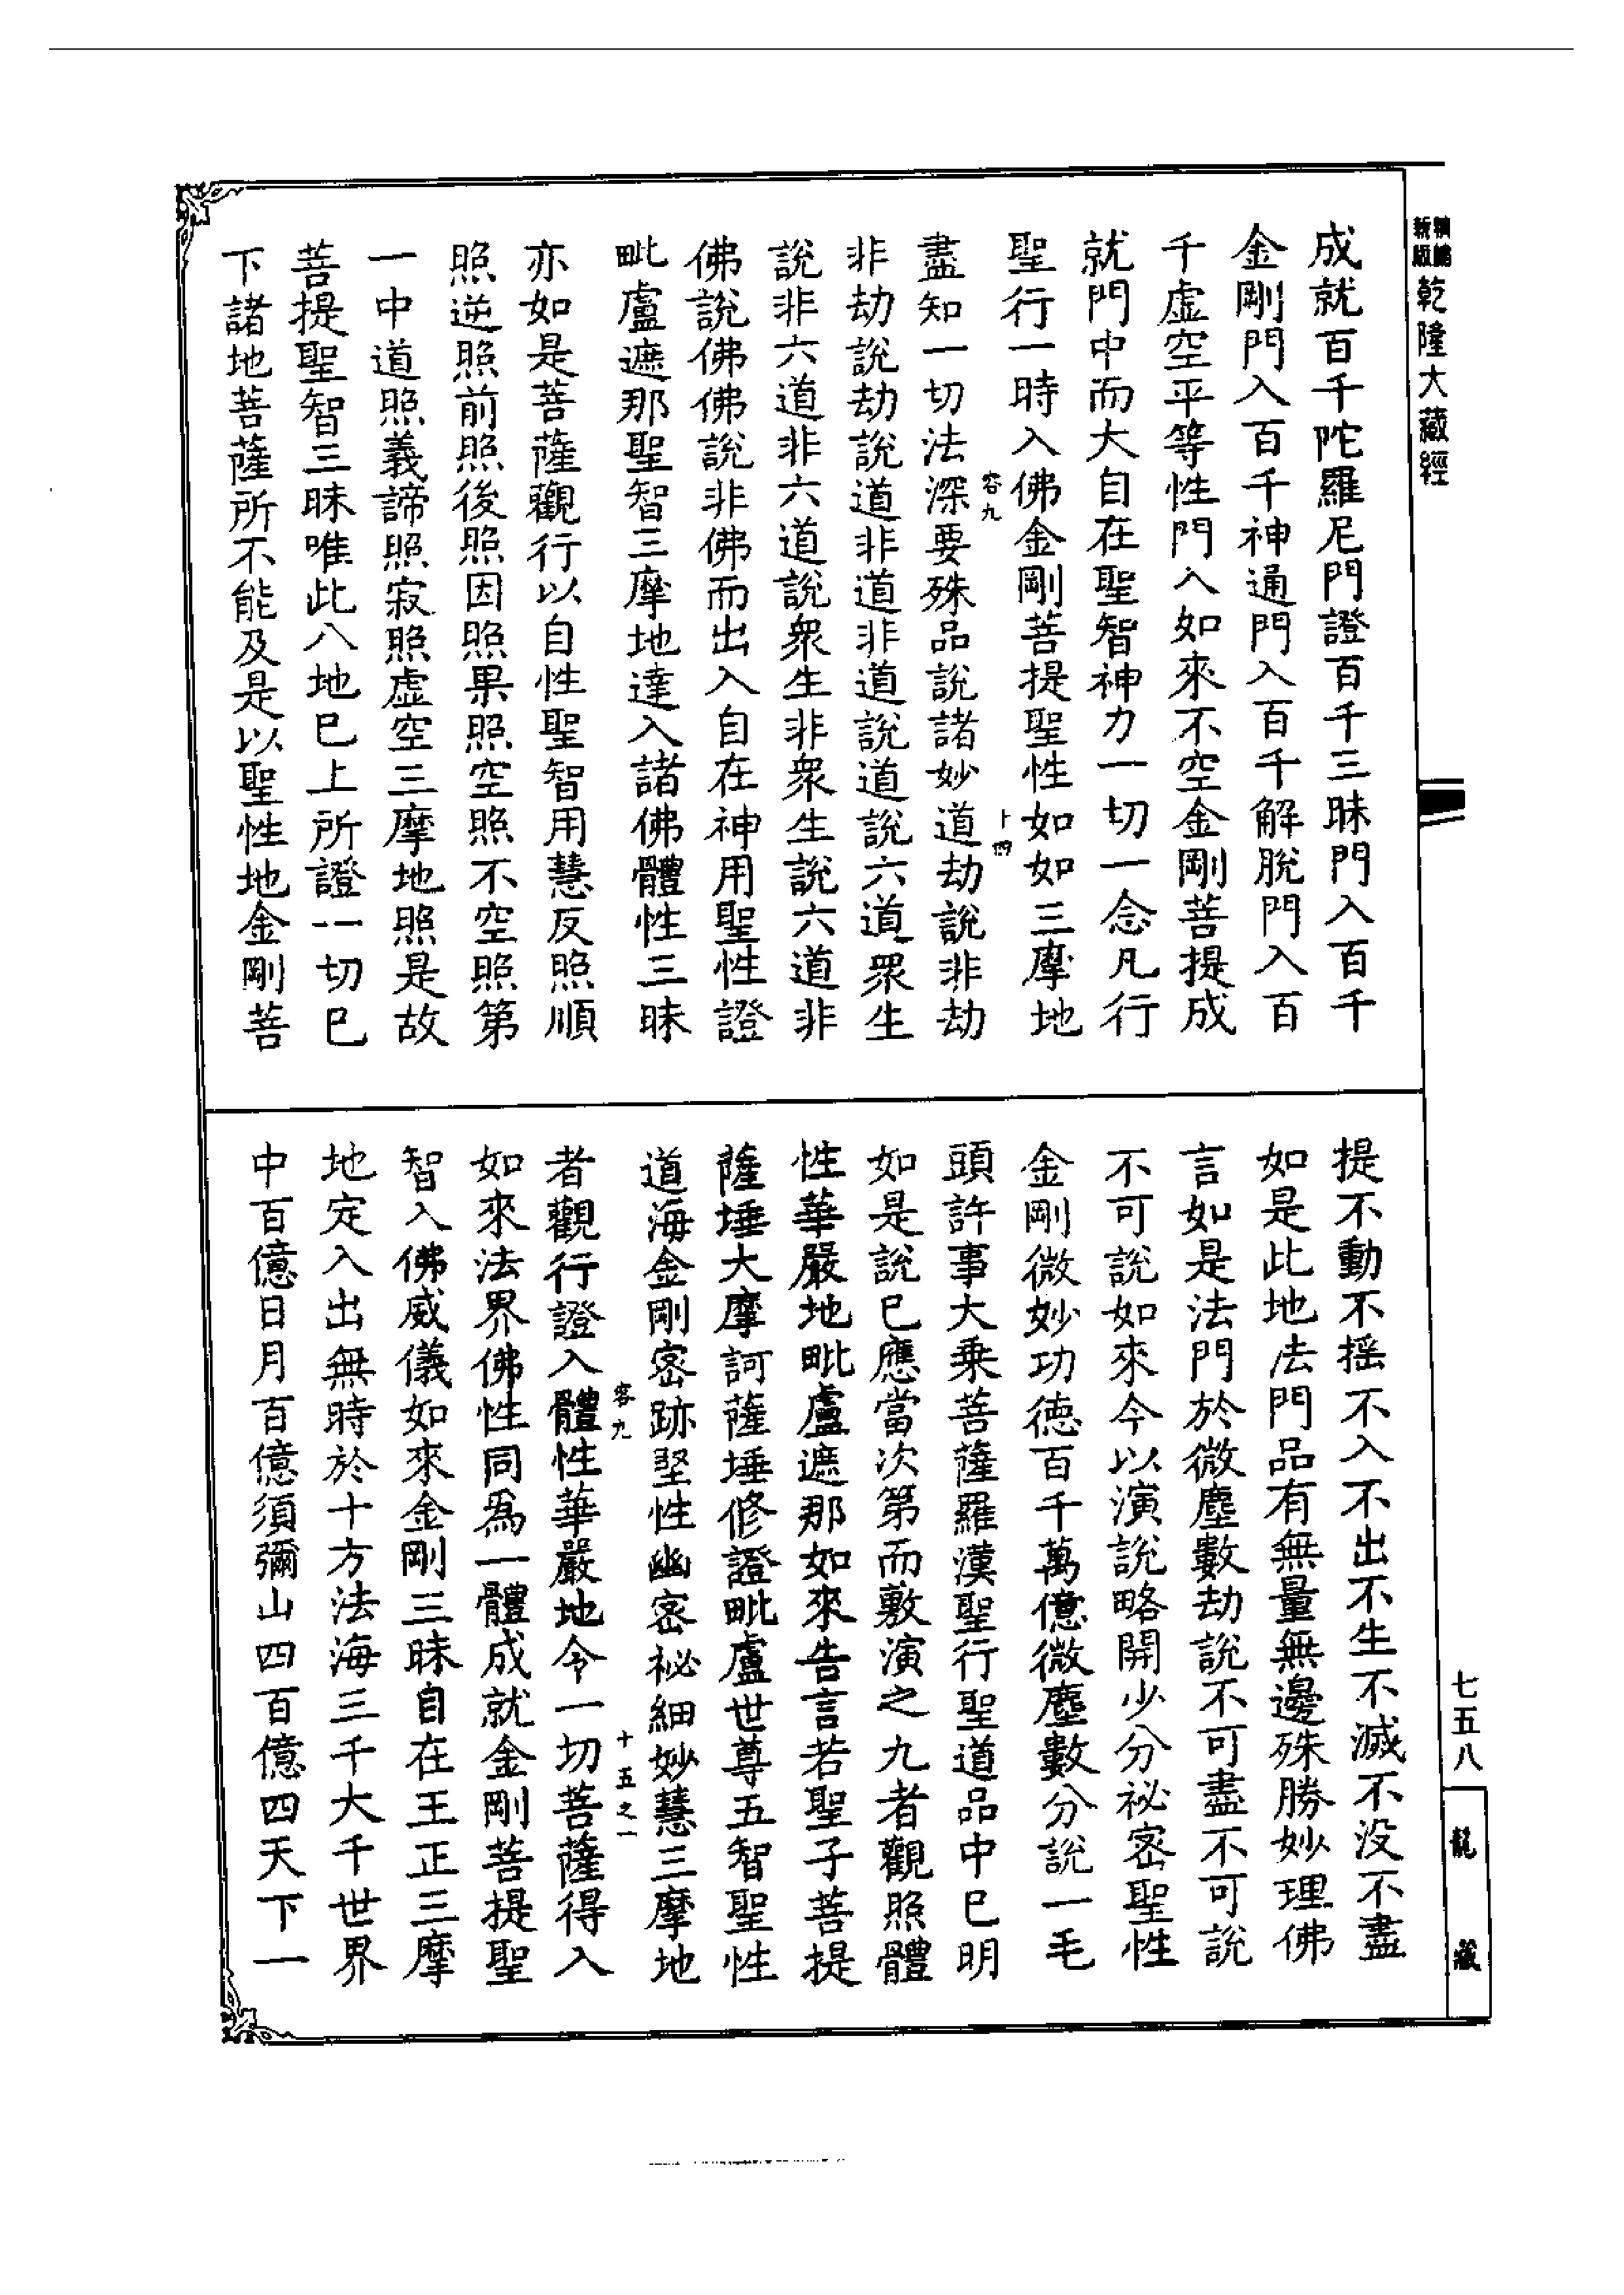 成就百千陀羅尼門證百千三昧門入百千
金剛門入百千神通門入百千解脫門入百
千虛空平等性門入如來不空金剛菩提成
就門中而大自在聖智神力一切一念凡行
聖行一時入佛金剛菩提聖性如如三摩地
容九
十四
盡知一切法深要殊品說諸妙道劫說非劫
非劫說劫說道非道非道說道說六道眾生
說非六道非六道說眾生非眾生說六道非
佛說佛佛說非佛而出入自在神用聖性證
毗盧遮那聖智三摩地達入諸佛體性三昧
亦如是菩薩觀行以自性聖智用慧反照順
照逆照前照後照因照果照空照不空照第
一中道照義諦照寂照虛空三摩地照是故
菩提聖智三昧唯此八地巳上所證一切巳
下諸地菩薩所不能及是以聖性地金剛菩
提不動不搖不入不出不生不滅不没不盡
如是此地法門品有無量無邊殊勝妙理佛
言如是法門於微塵數劫說不可盡不可說
不可說如來今以演說略開少分祕密聖性
金剛微妙功德百千萬億微塵數分說一毛
頭許事大乘菩薩羅漢聖行聖道品中巳明
如是說巳應當次第而敷演之九者觀照體
性華嚴地毗盧遮那如來告言若聖子菩提
薩埵大摩訶薩埵修證毗盧世尊五智聖性
道海金剛密跡堅性幽密祕細妙慧三摩地
容九
十五之一
者觀行證入體性華嚴地令一切菩薩得入
如來法界佛性同爲一體成就金剛菩提聖
智入佛威儀如來金剛三昧自在王正三摩
地定入出無時於十方法海三千大千世界
中百億日月百億須彌山四百億四天下一
新版
乾隆大藏經
七五八
龍藏